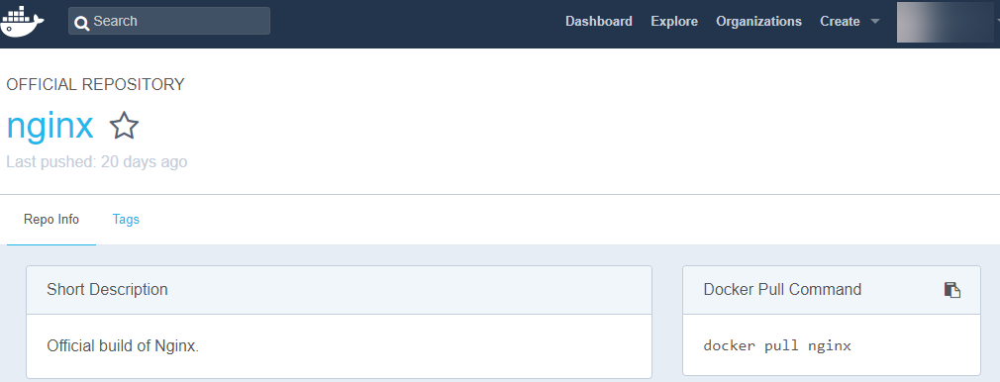 Search
Dashboard Explore Organizations Create
OFFICIAL REPOSITORY
nginx
Last pushed: 20 days ago
Repo Info Tags
Short Description
Official build of Nginx.
Docker Pull Command
docker pull nginx